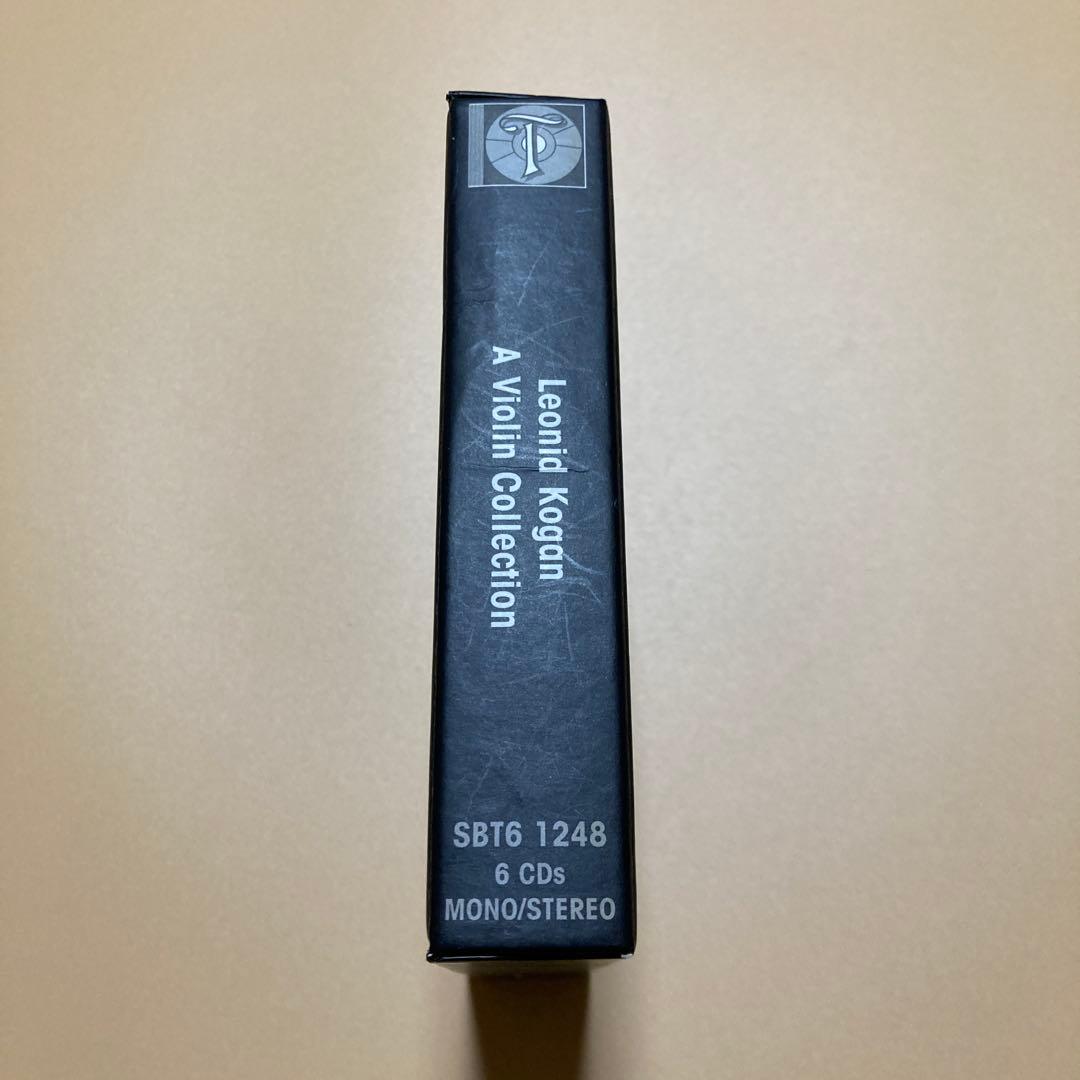 T
Leonid Kogan
A Violin Collection
SBT6 1248
6 CDs
MONO/STEREO